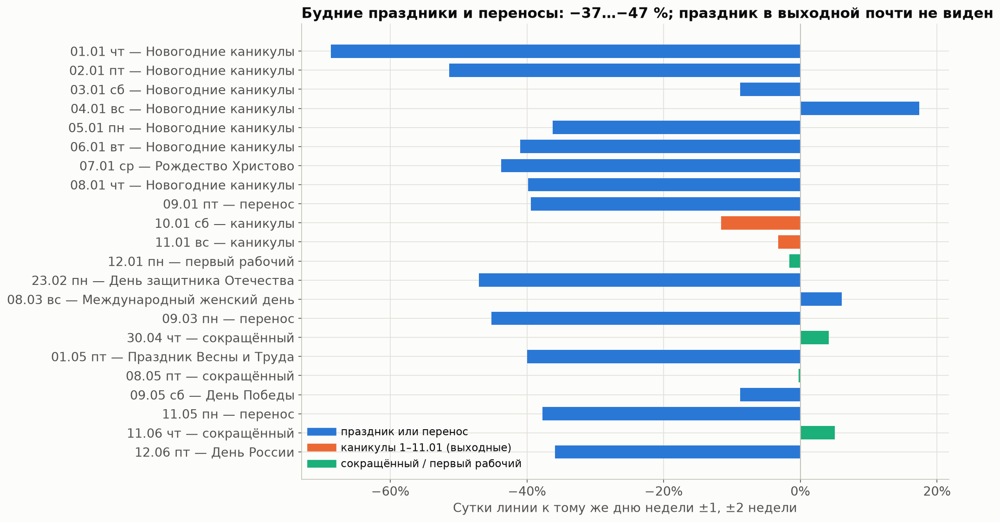 Будние праздники и переносы: −37…−47 %; праздник в выходной почти не виден
01.01 чт — Новогодние каникулы
02.01 пт — Новогодние каникулы
03.01 сб — Новогодние каникулы
04.01 вс — Новогодние каникулы
05.01 пн — Новогодние каникулы
06.01 вт — Новогодние каникулы
07.01 ср — Рождество Христово
08.01 чт — Новогодние каникулы
09.01 пт — перенос
10.01 сб — каникулы
11.01 вс — каникулы
12.01 пн — первый рабочий
23.02 пн — День защитника Отечества
08.03 вс — Международный женский день
09.03 пн — перенос
30.04 чт — сокращённый
01.05 пт — Праздник Весны и Труда
08.05 пт — сокращённый
09.05 сб — День Победы
11.05 пн — перенос
11.06 чт — сокращённый
12.06 пт — День России
праздник или перенос
каникулы 1–11.01 (выходные)
сокращённый / первый рабочий
−60% −40% −20% 0% 20%
Сутки линии к тому же дню недели ±1, ±2 недели